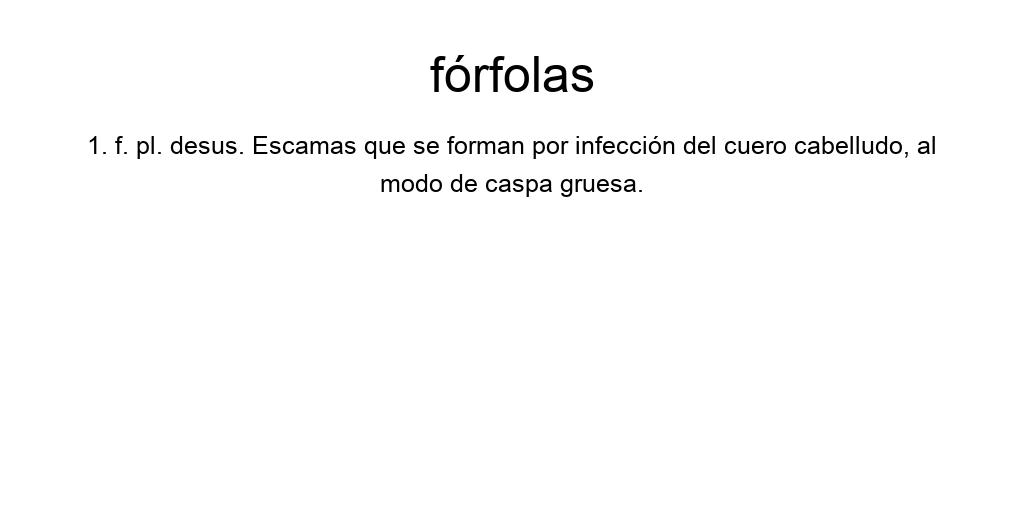 fórfolas
1. f. pl. desus. Escamas que se forman por infección del cuero cabelludo, al
modo de caspa gruesa.